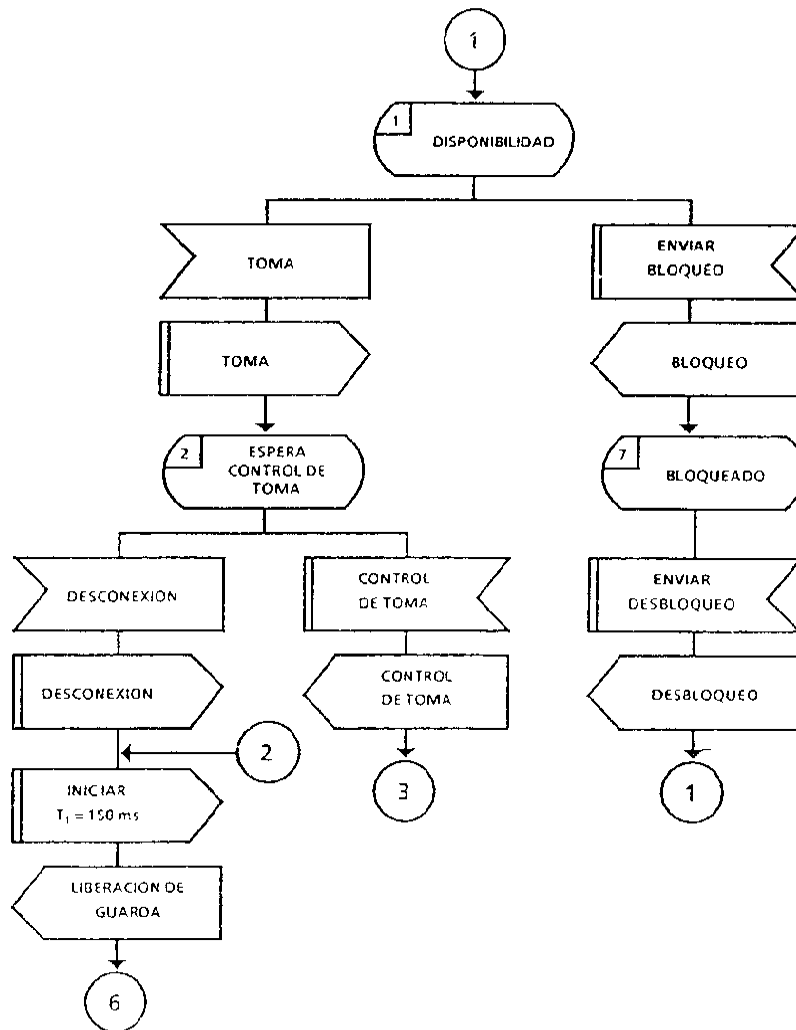 1
1
DISPONIBILIDAD
TOMA
ENVIAR
BLOQUEO
TOMA
BLOQUEO
2
ESPERA
CONTROL DE
TOMA
7
BLOQUEADO
DESCONEXION
CONTROL
DE TOMA
ENVIAR
DESBLOQUEO
DESCONEXION
CONTROL
DE TOMA
DESBLOQUEO
2
INICIAR
T₁ = 150 ms
3
1
LIBERACION DE
GUARDA
6